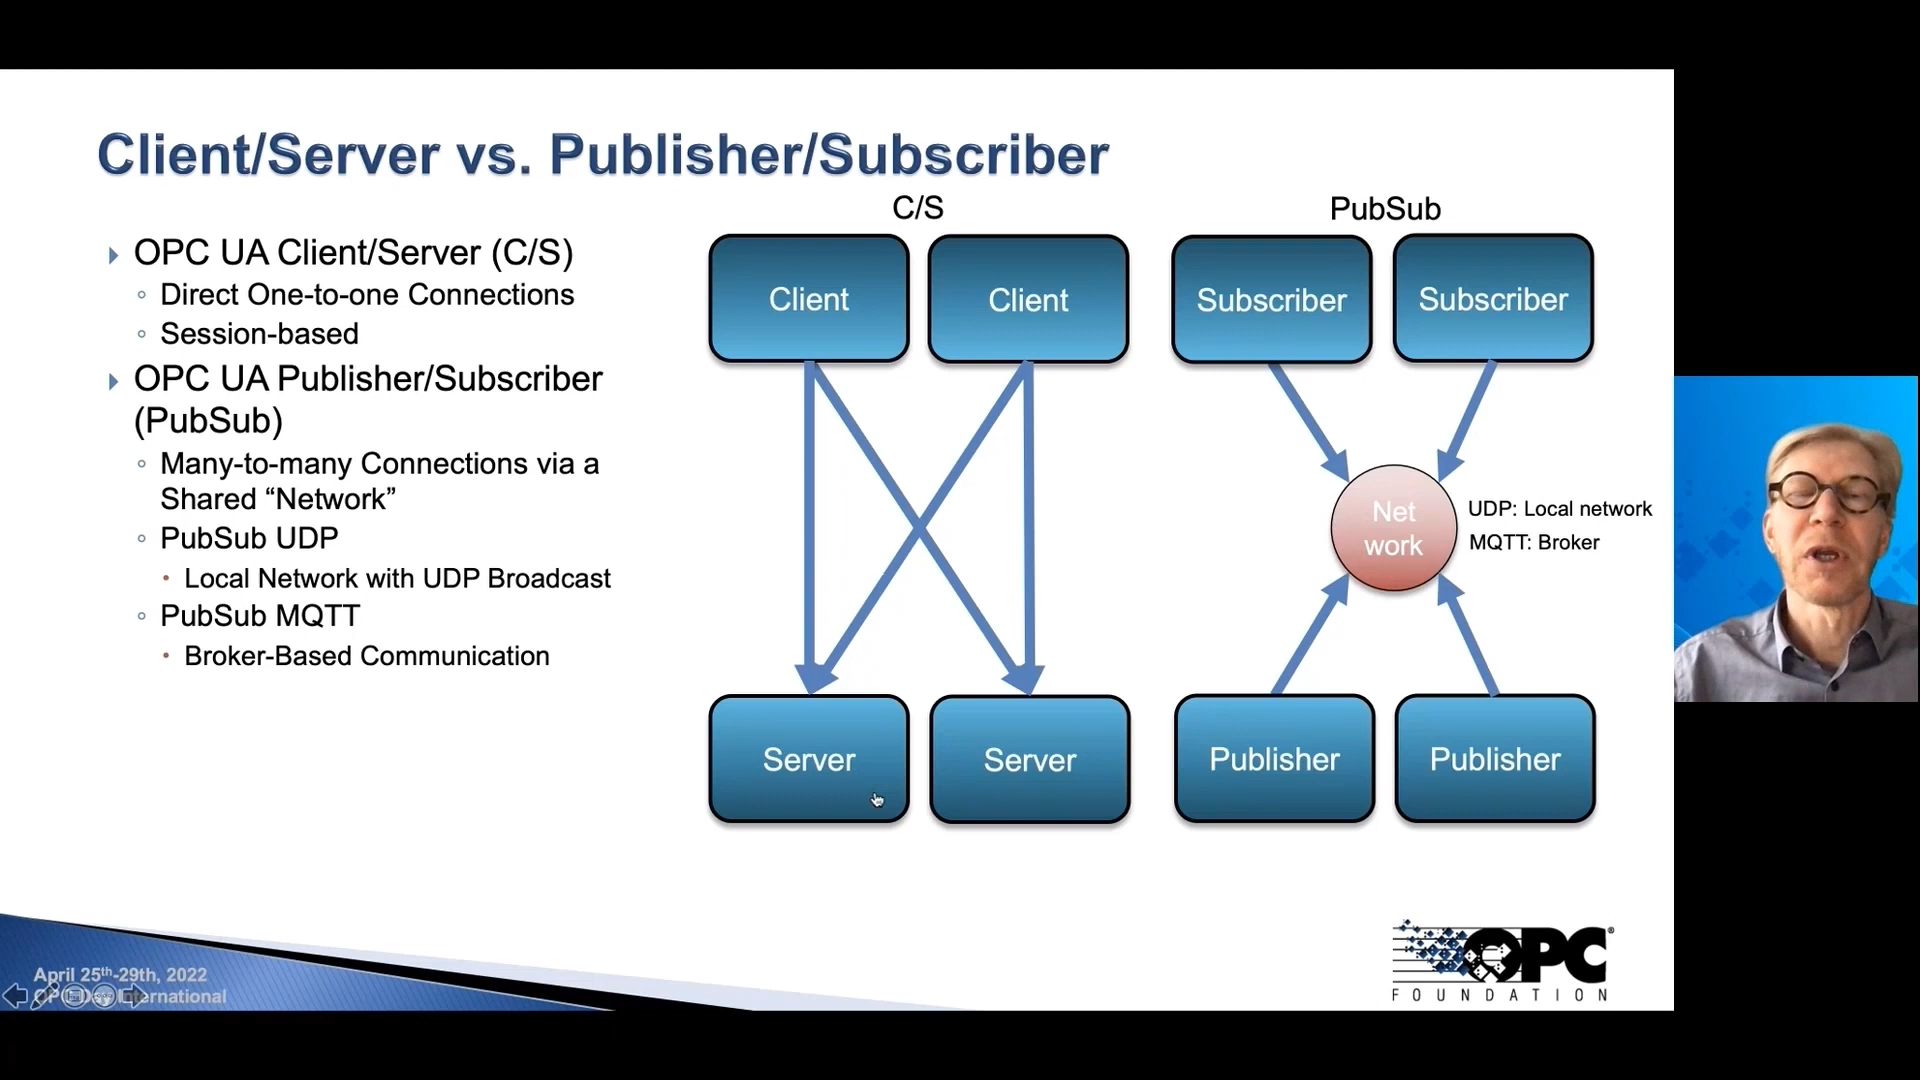 Client/Server vs. Publisher/Subscriber
OPC UA Client/Server (C/S)
Direct One-to-one Connections
Session-based
OPC UA Publisher/Subscriber
(PubSub)
Many-to-many Connections via a
Shared “Network”
PubSub UDP
Local Network with UDP Broadcast
PubSub MQTT
Broker-Based Communication
C/S
Client
Client
Server
Server
PubSub
Subscriber
Subscriber
Net
work
UDP: Local network
MQTT: Broker
Publisher
Publisher
April 25th-29th, 2022
OPC Day International
OPC®
FOUNDATION